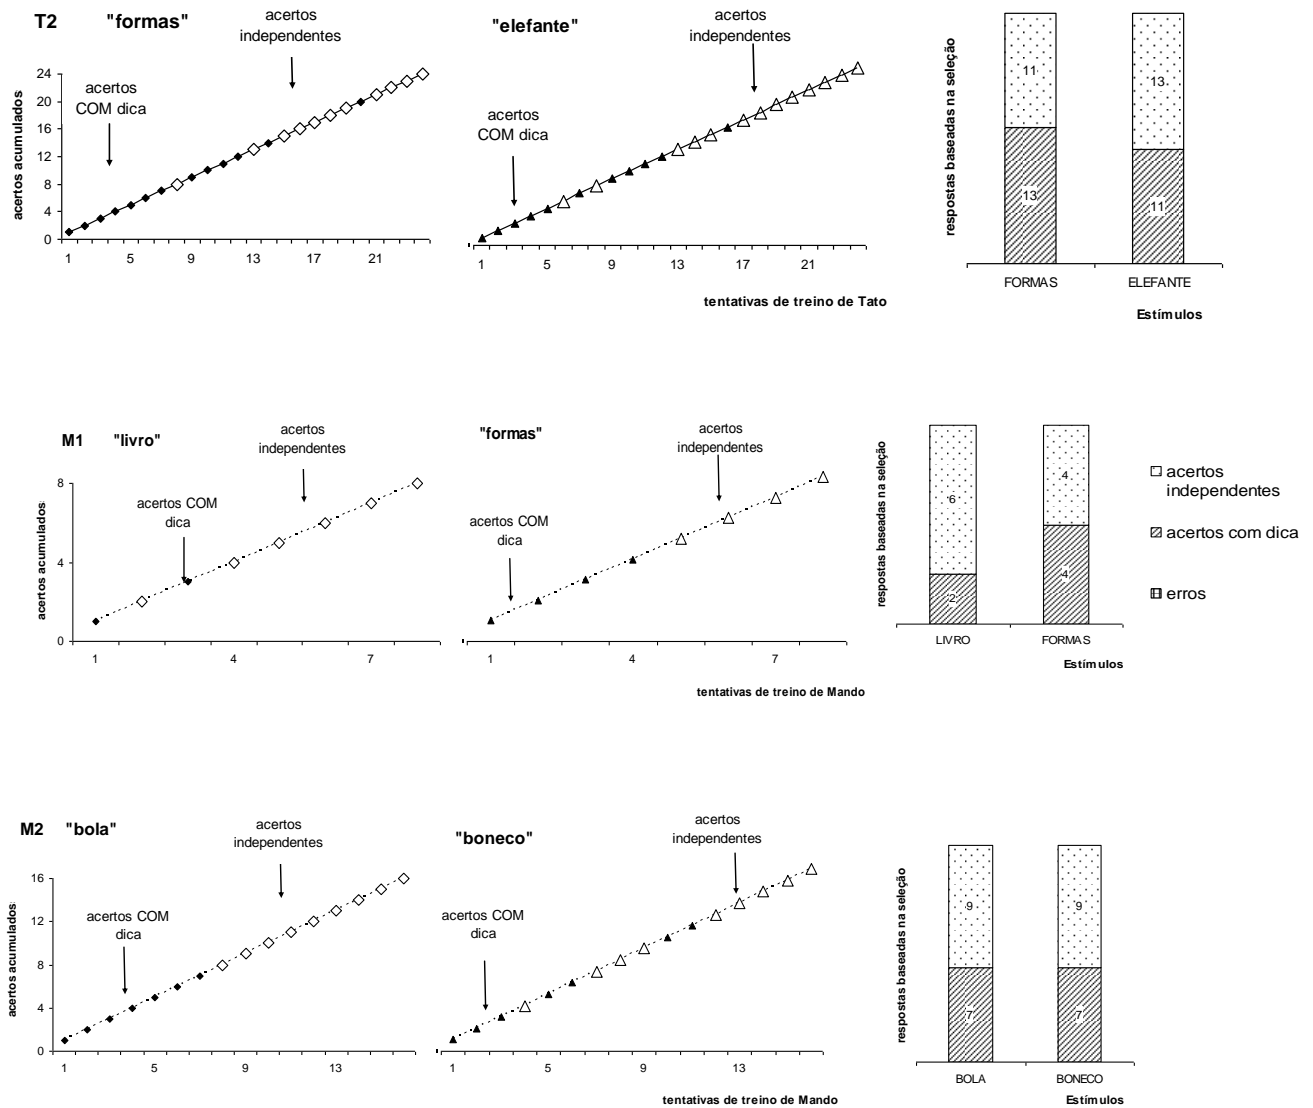 T2 "formas"
acertos
independentes
acertos
COM dica
acertos acumulados
24
20
16
12
8
4
0
1 5 9 13 17 21
"elefante"
acertos
independentes
acertos
COM dica
1 5 9 13 17 21
tentativas de treino de Tato
respostas baseadas na seleção
11
13
13
11
FORMAS ELEFANTE
Estímulos
M1 "livro"
acertos
independentes
acertos COM
dica
acertos acumulados
8
4
0
1 4 7
"formas"
acertos
independentes
acertos COM
dica
1 4 7
tentativas de treino de Mando
respostas baseadas na seleção
6
2
4
4
LIVRO FORMAS
Estímulos
acertos
independentes
acertos com dica
erros
M2 "bola"
acertos
independentes
acertos COM
dica
acertos acumulados
16
12
8
4
0
1 5 9 13
"boneco"
acertos
independentes
acertos COM
dica
1 5 9 13
tentativas de treino de Mando
respostas baseadas na seleção
9
7
9
7
BOLA BONECO
Estímulos